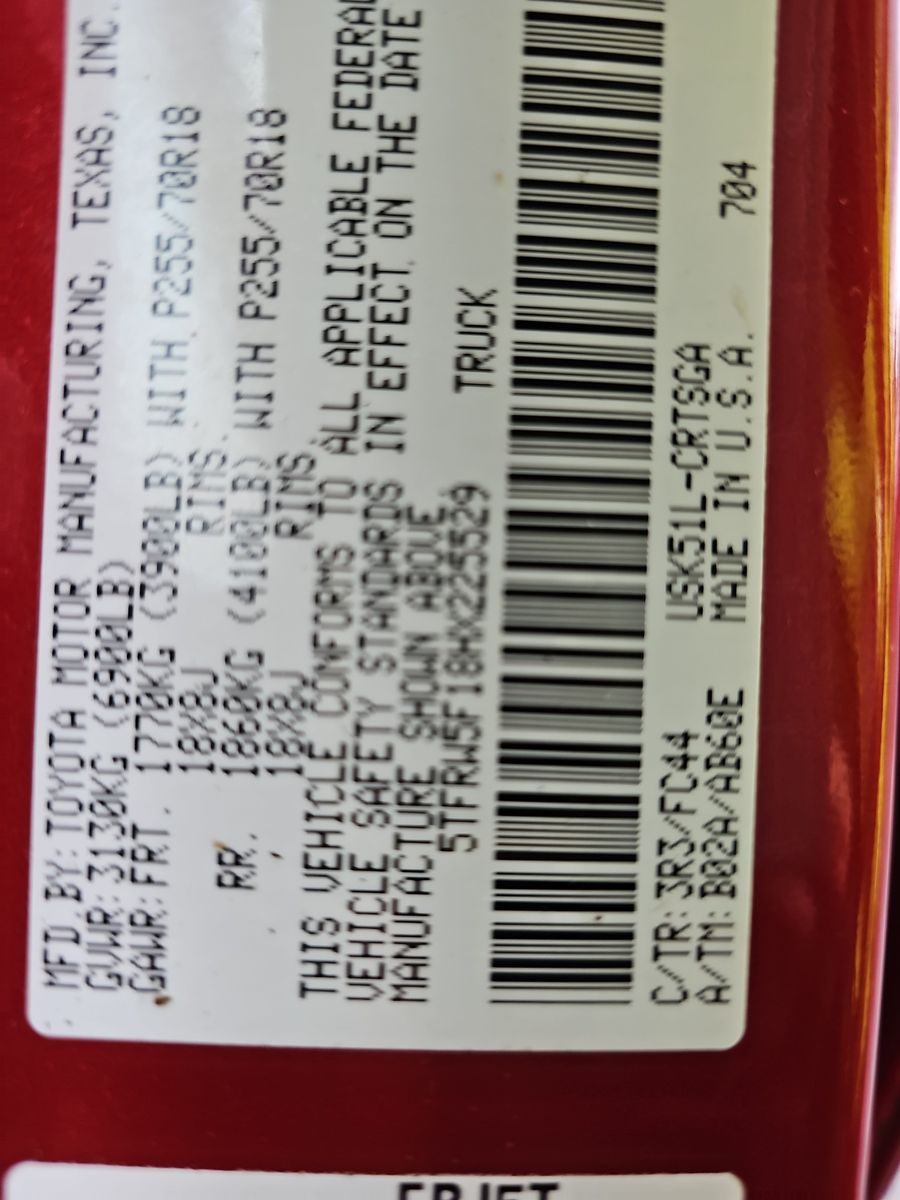 MFD.BY: TOYOTA MOTOR MANUFACTURING, TEXAS, INC.
GVWR: 3130KG (6900LB)
GAWR: FRT. 1770KG (3900LB) WITH P255/70R18
18X8J RIMS.
RR. 1860KG (4100LB) WITH P255/70R18
18X8J RIMS.
THIS VEHICLE CONFORMS TO ALL APPLICABLE FEDERAL
VEHICLE SAFETY STANDARDS IN EFFECT ON THE DATE
MANUFACTURE SHOWN ABOVE.
5TFRW5F18HX225529 TRUCK
C/TR: 3R3/FC44 USK51L-CRTSGA
A/TM: B02A/AB60E MADE IN U.S.A. 704